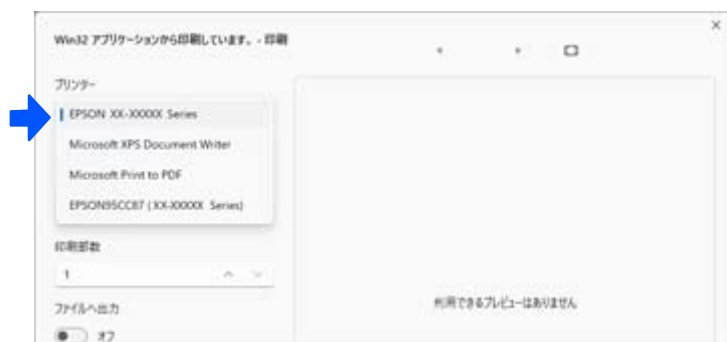 Win32 アプリケーションから印刷しています。 - 印刷
プリンター
EPSON XX-XXXXX Series
Microsoft XPS Document Writer
Microsoft Print to PDF
EPSON95CC87 (XX-XXXXX Series)
印刷部数
1
ファイルへ出力
オフ
利用できるプレビューはありません